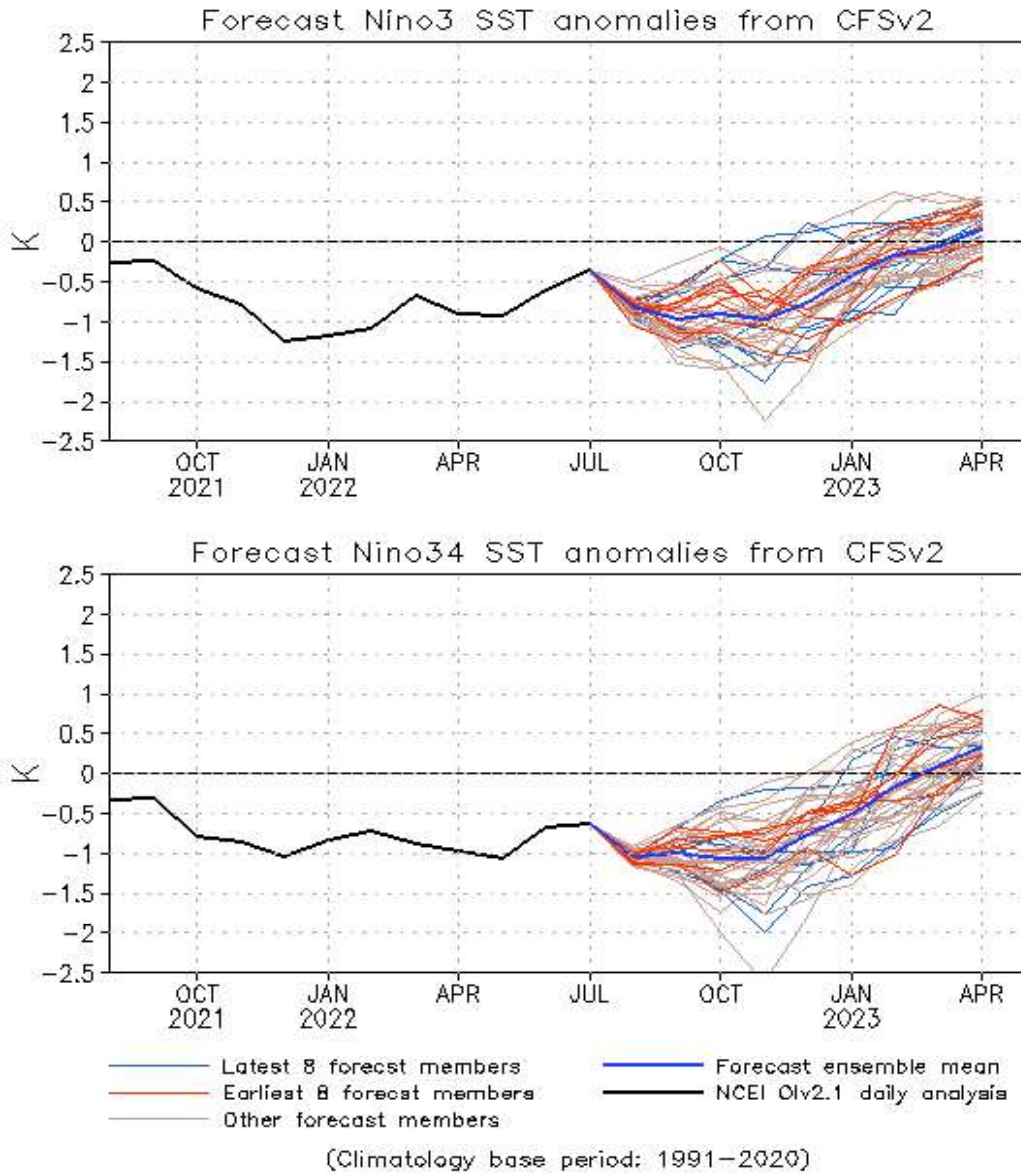 Forecast Nino3 SST anomalies from CFSv2
2.5
2
1.5
1
0.5
0
-0.5
-1
-1.5
-2
-2.5
K
OCT JAN APR JUL OCT JAN APR
2021 2022 2023
Forecast Nino34 SST anomalies from CFSv2
2.5
2
1.5
1
0.5
0
-0.5
-1
-1.5
-2
-2.5
K
OCT JAN APR JUL OCT JAN APR
2021 2022 2023
Latest 8 forecast members Forecast ensemble mean
Earliest 8 forecast members NCEI OIv2.1 daily analysis
Other forecast members
(Climatology base period: 1991-2020)